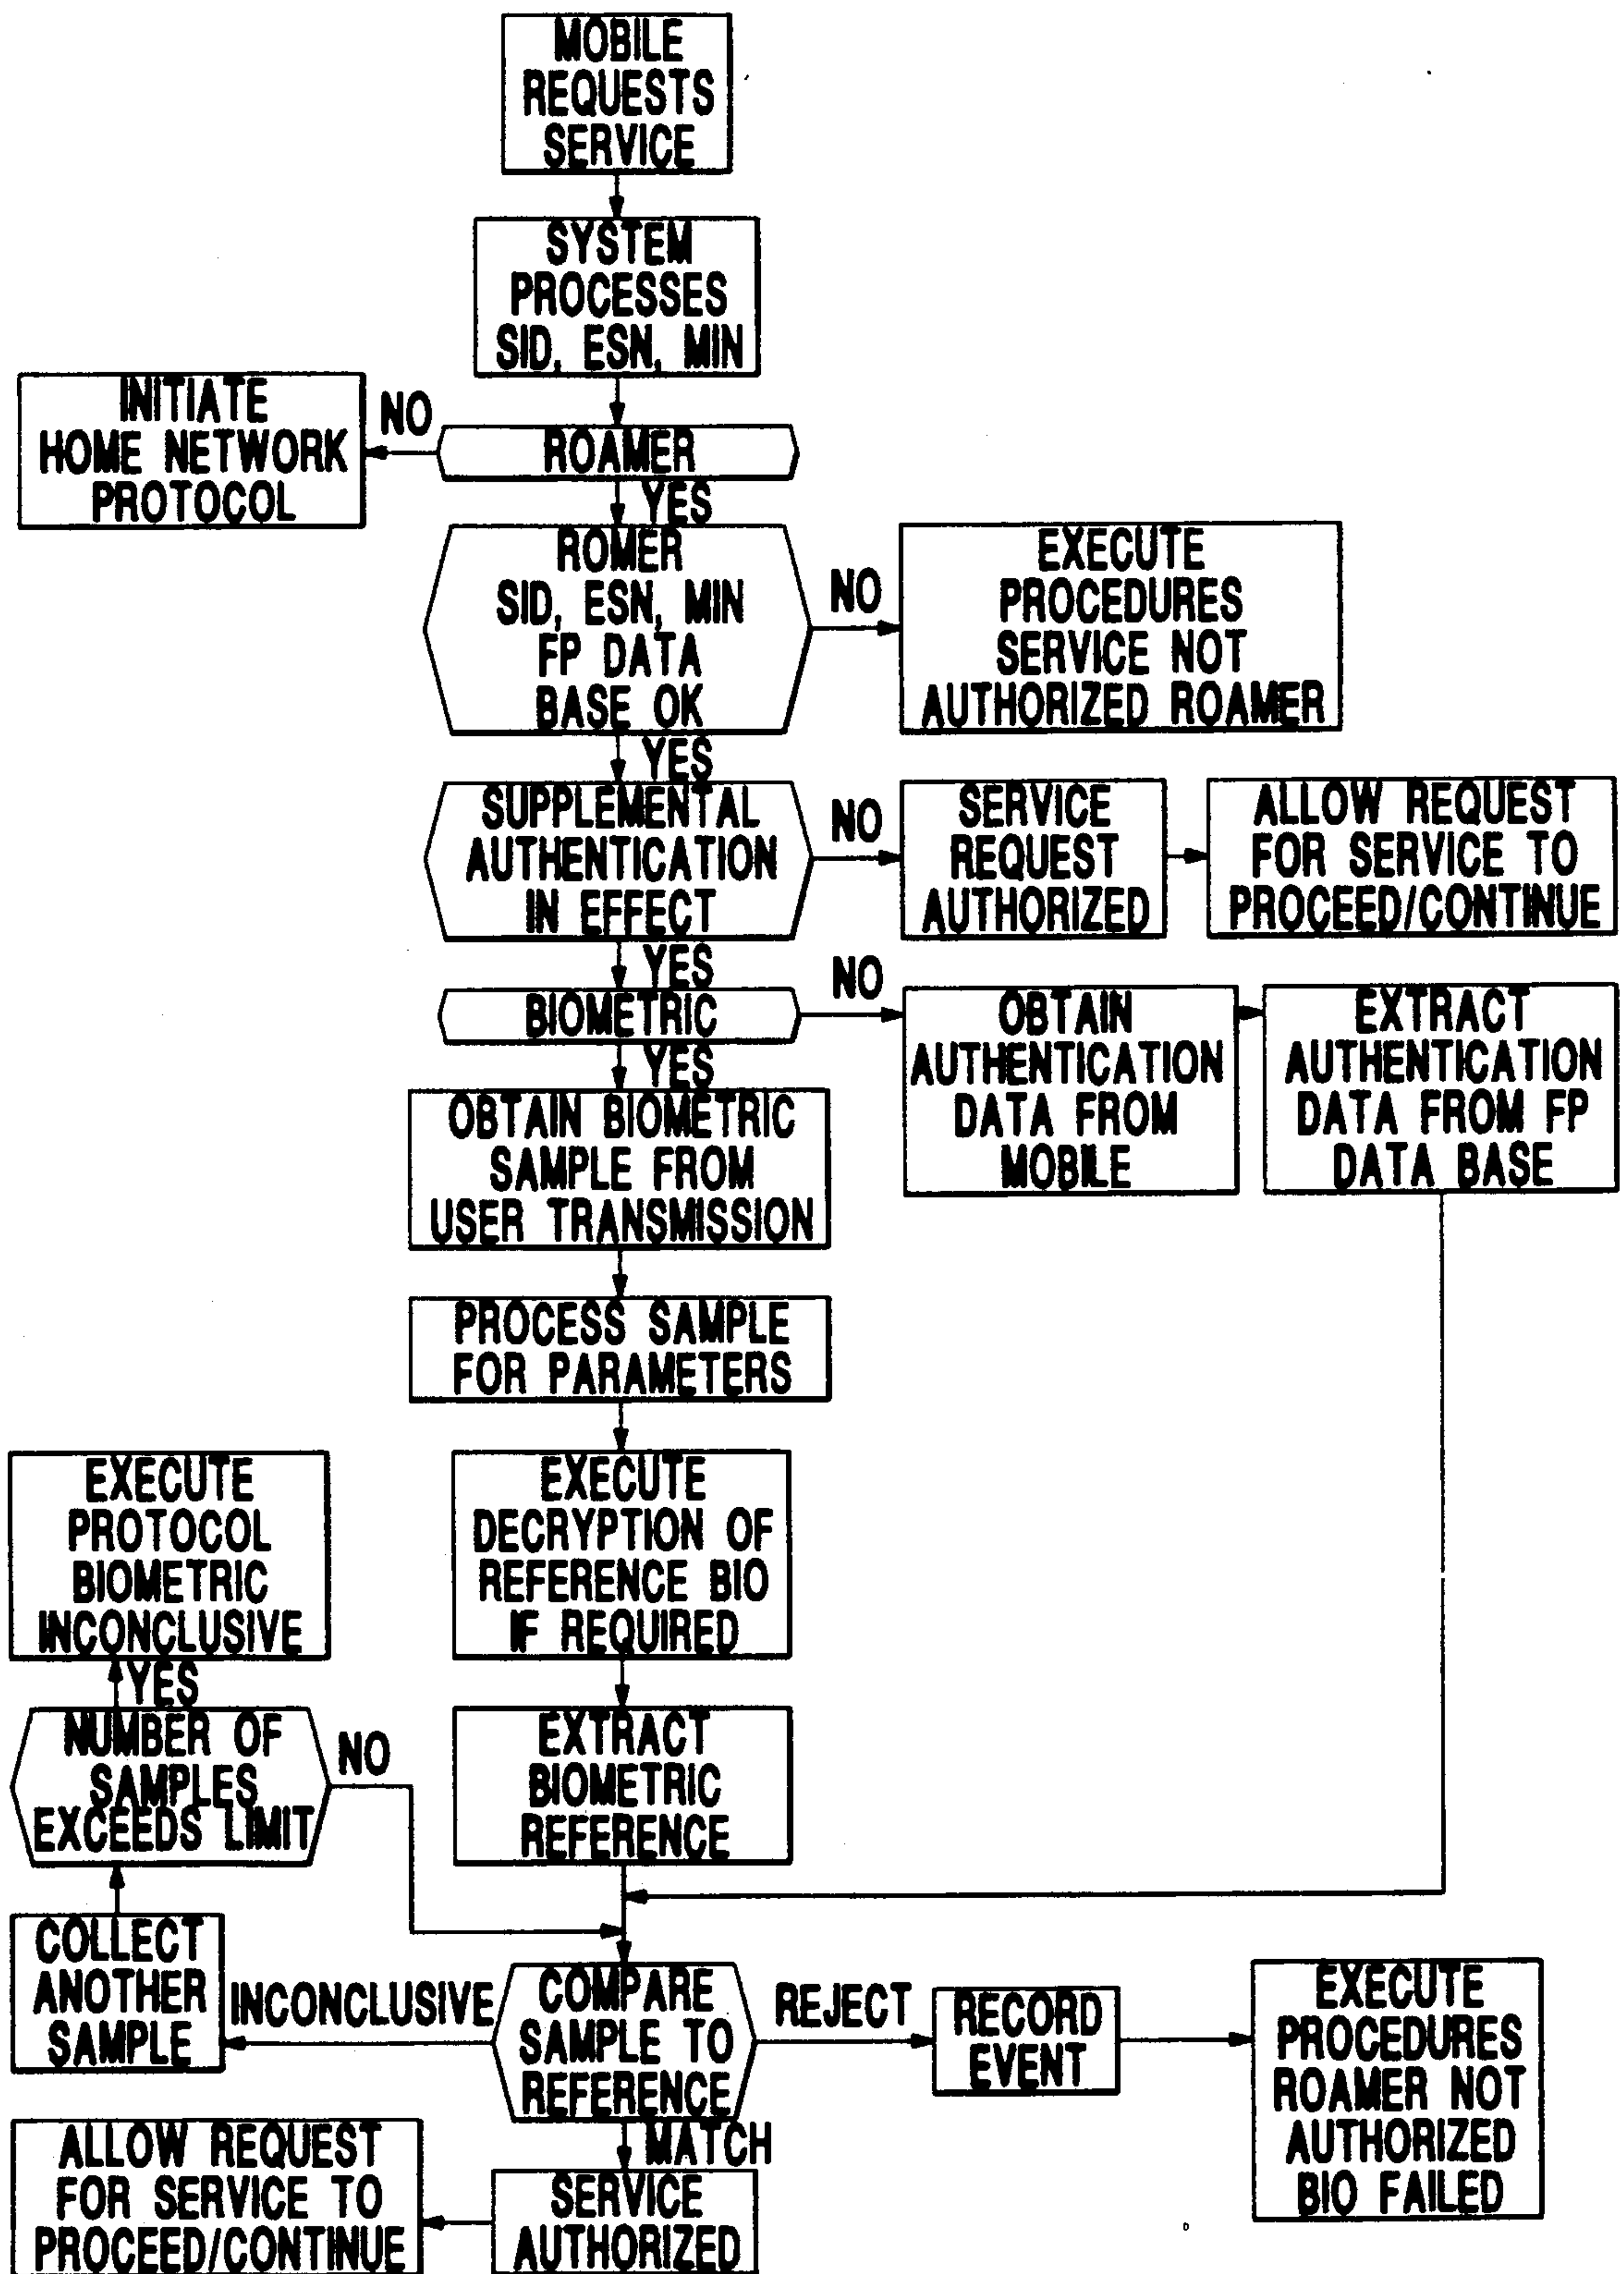 MOBILE
REQUESTS
SERVICE
SYSTEM
PROCESSES
SID, ESN, MIN
INITIATE
HOME NETWORK
PROTOCOL
NO
ROAMER
YES
ROMER
SID, ESN, MIN
FP DATA
BASE OK
NO
EXECUTE
PROCEDURES
SERVICE NOT
AUTHORIZED ROAMER
YES
SUPPLEMENTAL
AUTHENTICATION
IN EFFECT
NO
SERVICE
REQUEST
AUTHORIZED
ALLOW REQUEST
FOR SERVICE TO
PROCEED/CONTINUE
YES
BIOMETRIC
NO
OBTAIN
AUTHENTICATION
DATA FROM
MOBILE
EXTRACT
AUTHENTICATION
DATA FROM FP
DATA BASE
YES
OBTAIN BIOMETRIC
SAMPLE FROM
USER TRANSMISSION
PROCESS SAMPLE
FOR PARAMETERS
EXECUTE
DECRYPTION OF
REFERENCE BIO
IF REQUIRED
EXECUTE
PROTOCOL
BIOMETRIC
INCONCLUSIVE
YES
NUMBER OF
SAMPLES
EXCEEDS LIMIT
NO
EXTRACT
BIOMETRIC
REFERENCE
COLLECT
ANOTHER
SAMPLE
INCONCLUSIVE
COMPARE
SAMPLE TO
REFERENCE
REJECT
RECORD
EVENT
EXECUTE
PROCEDURES
ROAMER NOT
AUTHORIZED
BIO FAILED
MATCH
SERVICE
AUTHORIZED
ALLOW REQUEST
FOR SERVICE TO
PROCEED/CONTINUE